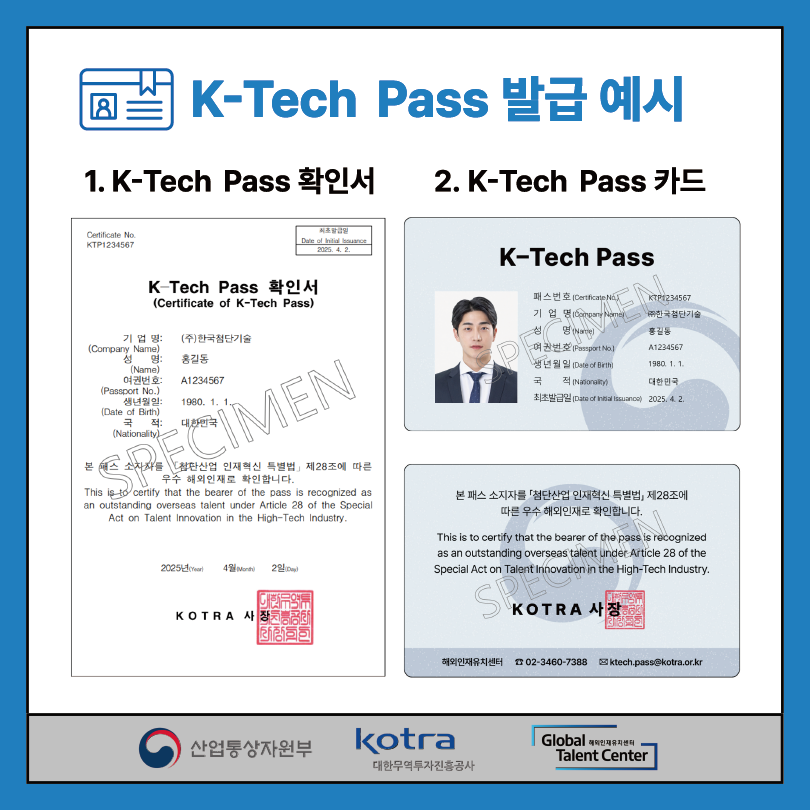 K-Tech Pass 발급 예시
1. K-Tech Pass 확인서
Certificate No.
KTP1234567
최초발급일
Date of Initial Issuance
2025. 4. 2.
K-Tech Pass 확인서
(Certificate of K-Tech Pass)
기 업 명: (주)한국첨단기술
(Company Name)
성 명: 홍길동
(Name)
여권번호: A1234567
(Passport No.)
생년월일: 1980. 1. 1.
(Date of Birth)
국 적: 대한민국
(Nationality)
SPECIMEN
본 패스 소지자를 「첨단산업 인재혁신 특별법」 제28조에 따른
우수 해외인재로 확인합니다.
This is to certify that the bearer of the pass is recognized as
an outstanding overseas talent under Article 28 of the Special
Act on Talent Innovation in the High-Tech Industry.
2025년(Year) 4월(Month) 2일(Day)
KOTRA 사장
2. K-Tech Pass 카드
K-Tech Pass
패스번호(Certificate No.) KTP1234567
기 업 명(Company Name) ㈜한국첨단기술
성 명(Name) 홍길동
여권번호(Passport No.) A1234567
생년월일(Date of Birth) 1980. 1. 1.
국 적(Nationality) 대한민국
최초발급일(Date of Initial Issuance) 2025. 4. 2.
SPECIMEN
본 패스 소지자를 「첨단산업 인재혁신 특별법」 제28조에
따른 우수 해외인재로 확인합니다.
This is to certify that the bearer of the pass is recognized
as an outstanding overseas talent under Article 28 of the
Special Act on Talent Innovation in the High-Tech Industry.
SPECIMEN
KOTRA 사장
해외인재유치센터 ☎ 02-3460-7388 ✉ ktech.pass@kotra.or.kr
산업통상자원부
kotra
대한무역투자진흥공사
Global 해외인재유치센터
Talent Center